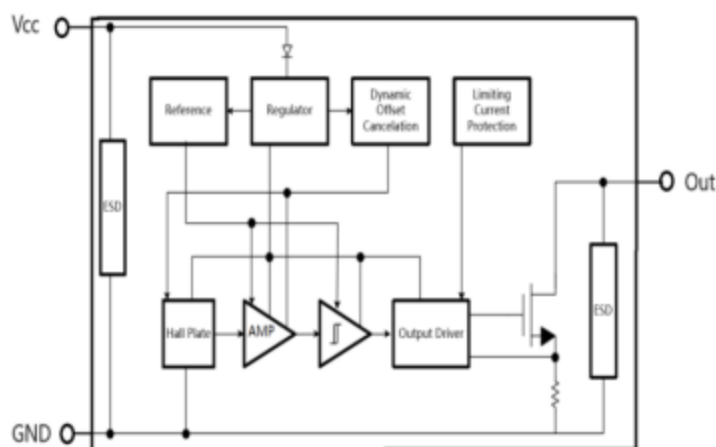 Vcc
Reference
Regulator
Dynamic
Offset
Cancelation
Limiting
Current
Protection
ESD
Out
ESD
Hall Plate
AMP
Output Driver
GND